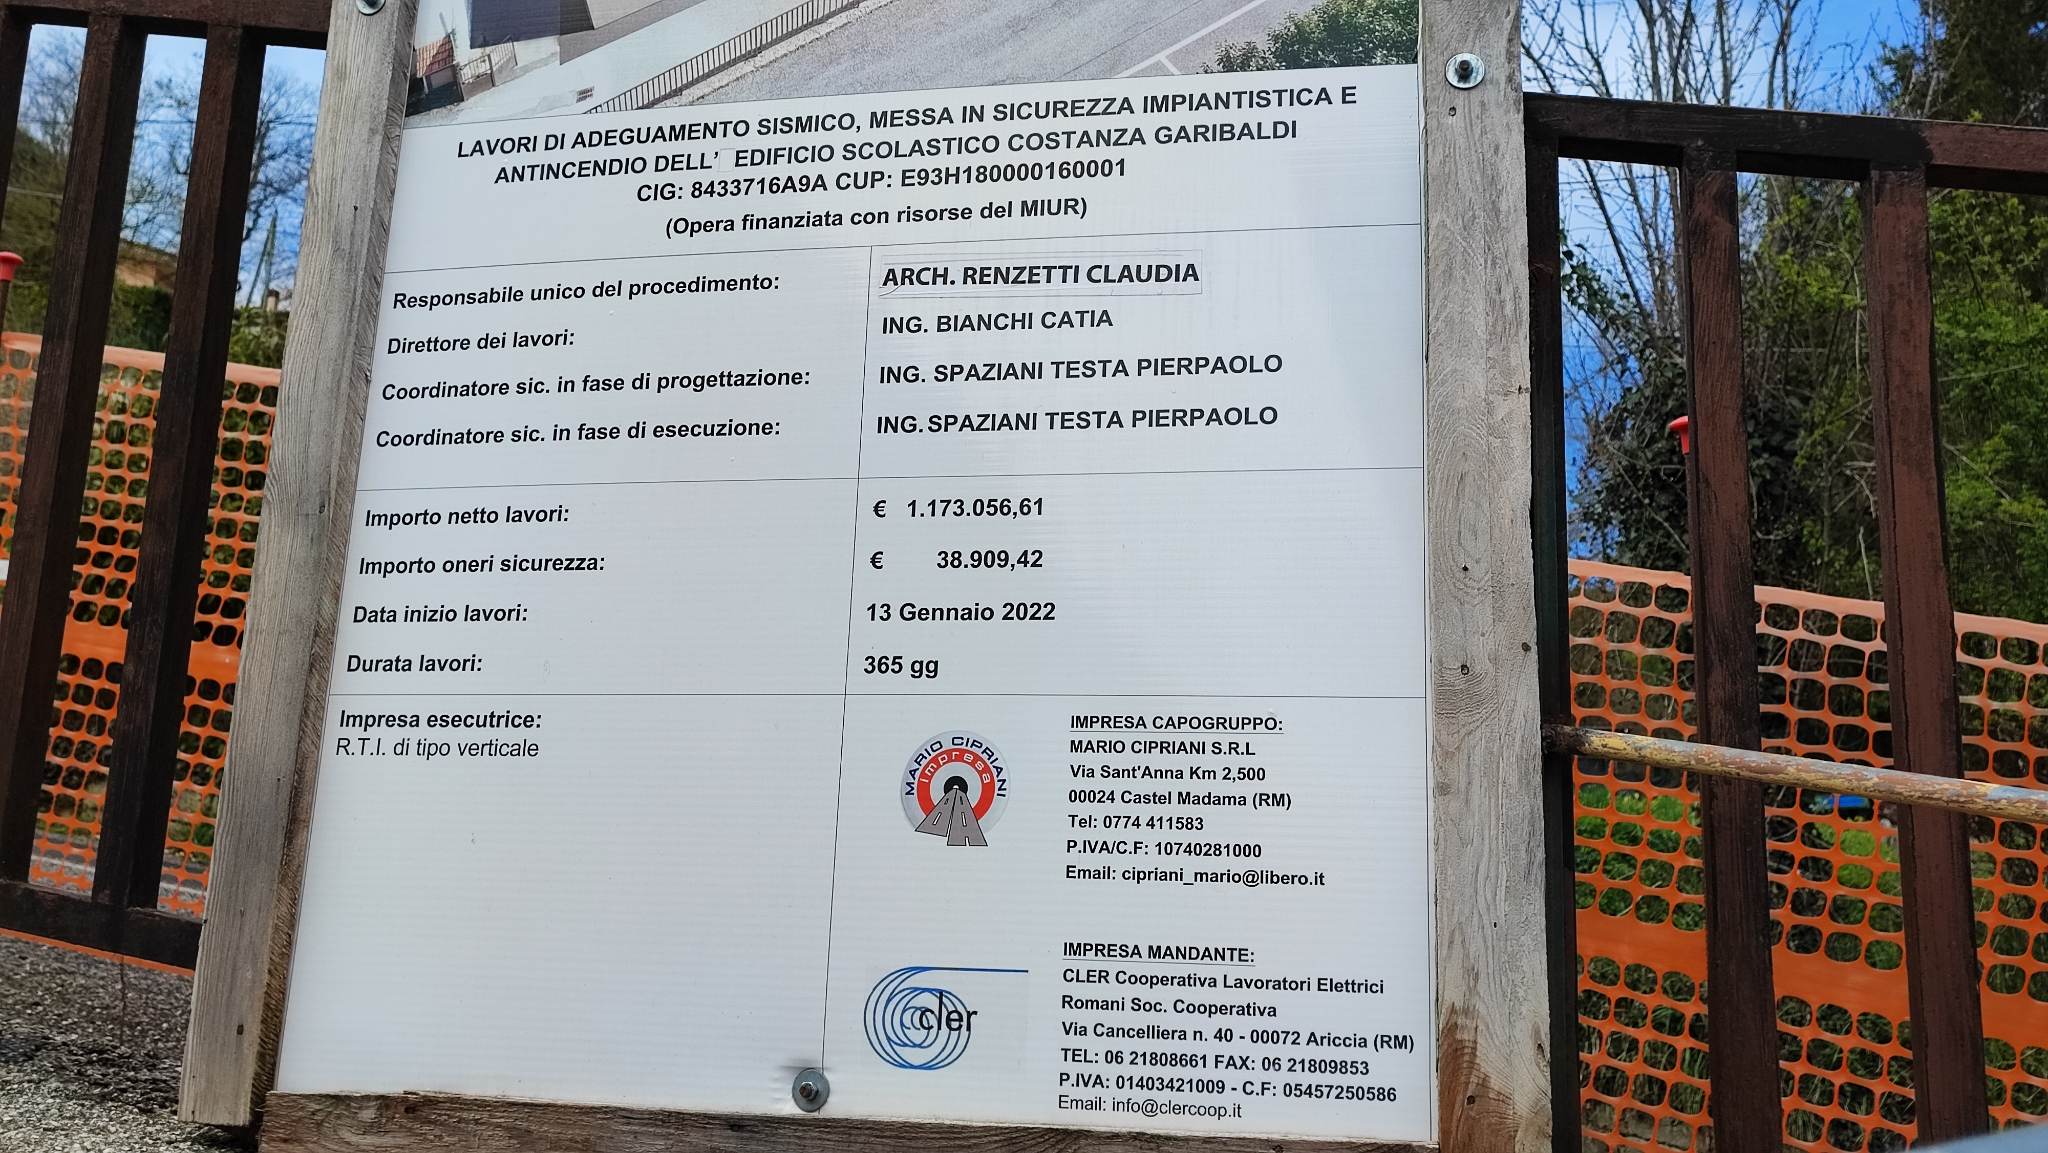 LAVORI DI ADEGUAMENTO SISMICO, MESSA IN SICUREZZA IMPIANTISTICA E
ANTINCENDIO DELL' EDIFICIO SCOLASTICO COSTANZA GARIBALDI
CIG: 8433716A9A CUP: E93H180000160001
(Opera finanziata con risorse del MIUR)
Responsabile unico del procedimento: ARCH. RENZETTI CLAUDIA
Direttore dei lavori: ING. BIANCHI CATIA
Coordinatore sic. in fase di progettazione: ING. SPAZIANI TESTA PIERPAOLO
Coordinatore sic. in fase di esecuzione: ING. SPAZIANI TESTA PIERPAOLO
Importo netto lavori: € 1.173.056,61
Importo oneri sicurezza: € 38.909,42
Data inizio lavori: 13 Gennaio 2022
Durata lavori: 365 gg
Impresa esecutrice:
R.T.I. di tipo verticale
MARIO CIPRIANI
impresa
IMPRESA CAPOGRUPPO:
MARIO CIPRIANI S.R.L
Via Sant'Anna Km 2,500
00024 Castel Madama (RM)
Tel: 0774 411583
P.IVA/C.F: 10740281000
Email: cipriani_mario@libero.it
cler
IMPRESA MANDANTE:
CLER Cooperativa Lavoratori Elettrici
Romani Soc. Cooperativa
Via Cancelliera n. 40 - 00072 Ariccia (RM)
TEL: 06 21808661 FAX: 06 21809853
P.IVA: 01403421009 - C.F: 05457250586
Email: info@clercoop.it